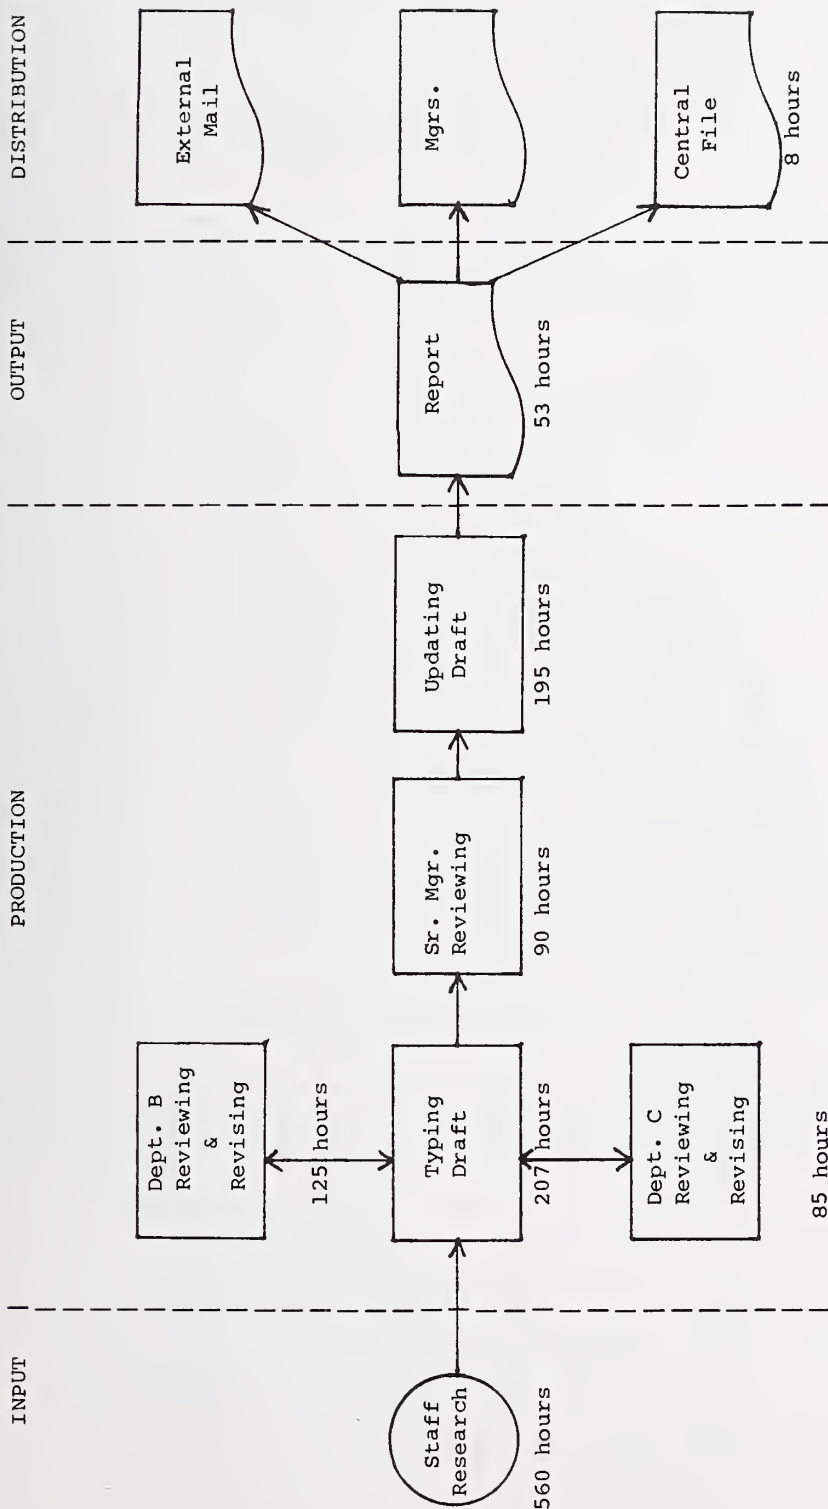 INPUT
PRODUCTION
OUTPUT
DISTRIBUTION
Staff
Research
560 hours
Dept. B
Reviewing
&
Revising
125 hours
Typing
Draft
207 hours
Dept. C
Reviewing
&
Revising
85 hours
Sr. Mgr.
Reviewing
90 hours
Updating
Draft
195 hours
Report
53 hours
External
Mail
Mgrs.
Central
File
8 hours